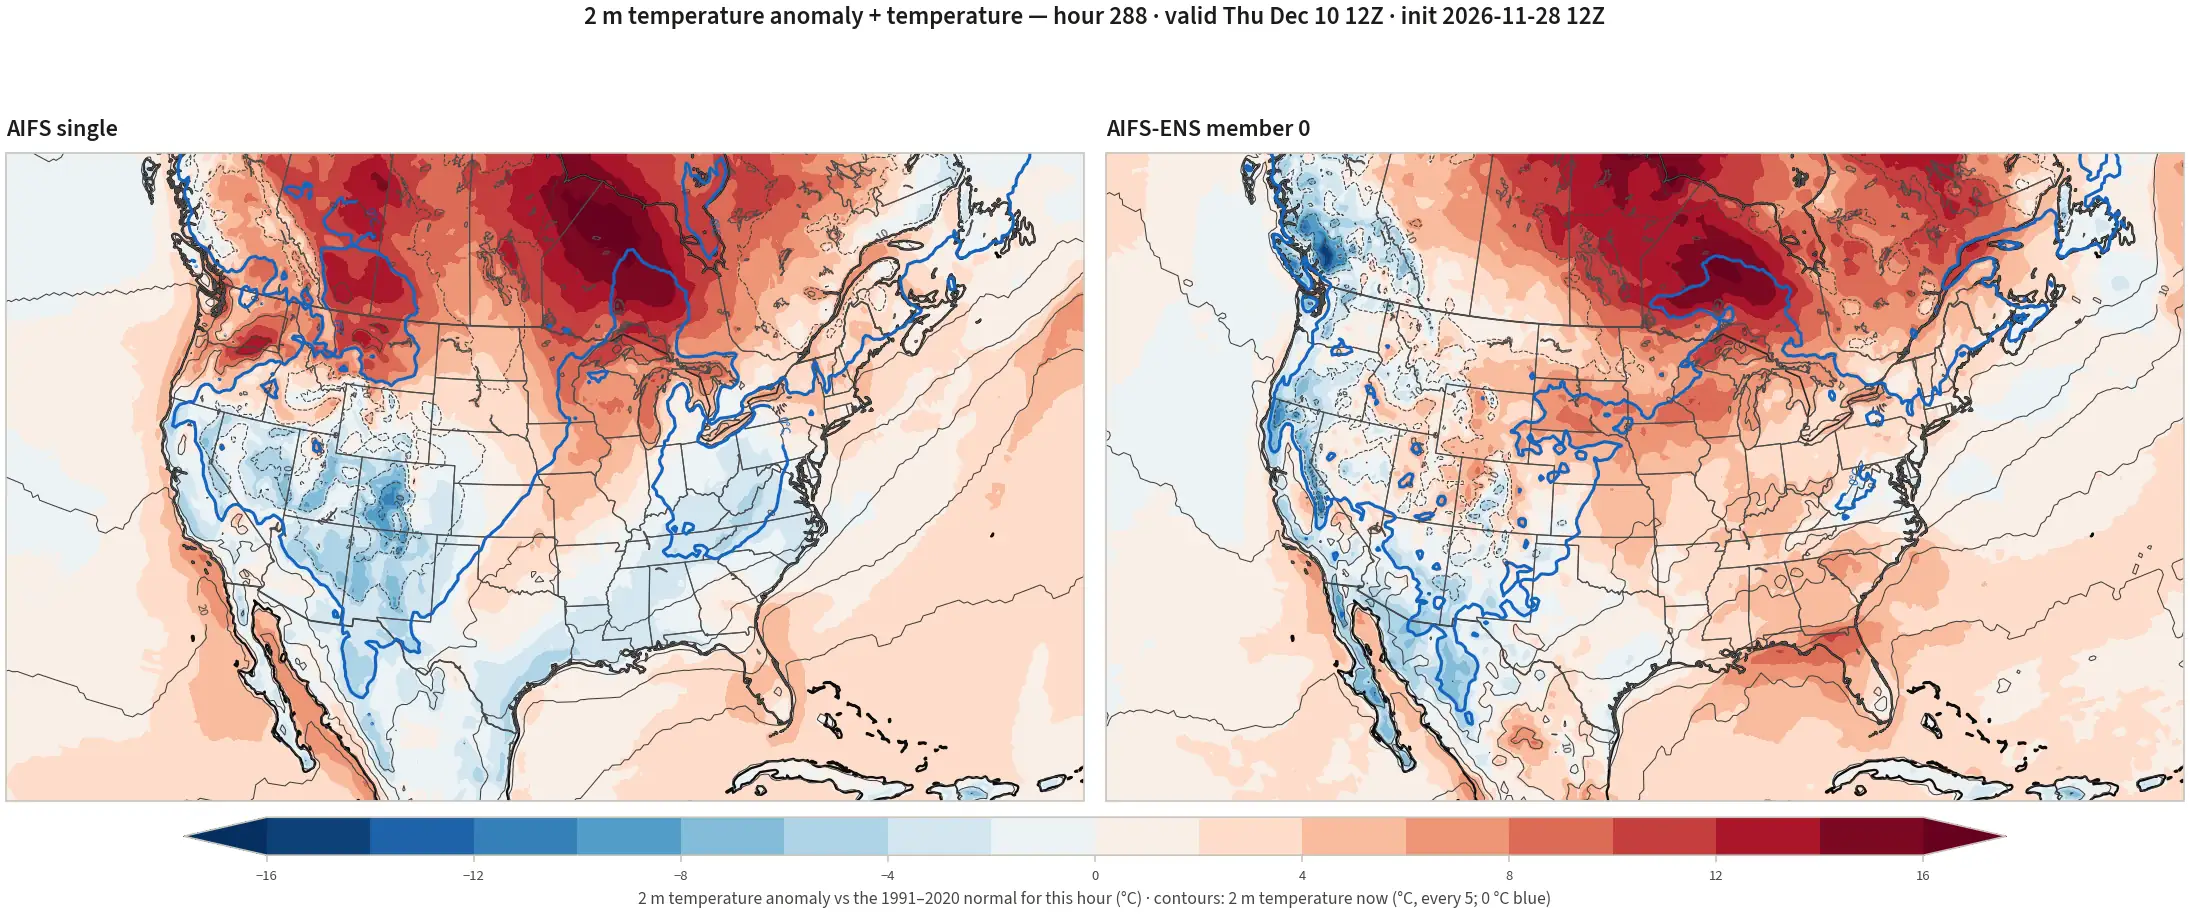 2 m temperature anomaly + temperature — hour 288 · valid Thu Dec 10 12Z · init 2026-11-28 12Z
AIFS single
AIFS-ENS member 0
−16 −12 −8 −4 0 4 8 12 16
2 m temperature anomaly vs the 1991–2020 normal for this hour (°C) · contours: 2 m temperature now (°C, every 5; 0 °C blue)